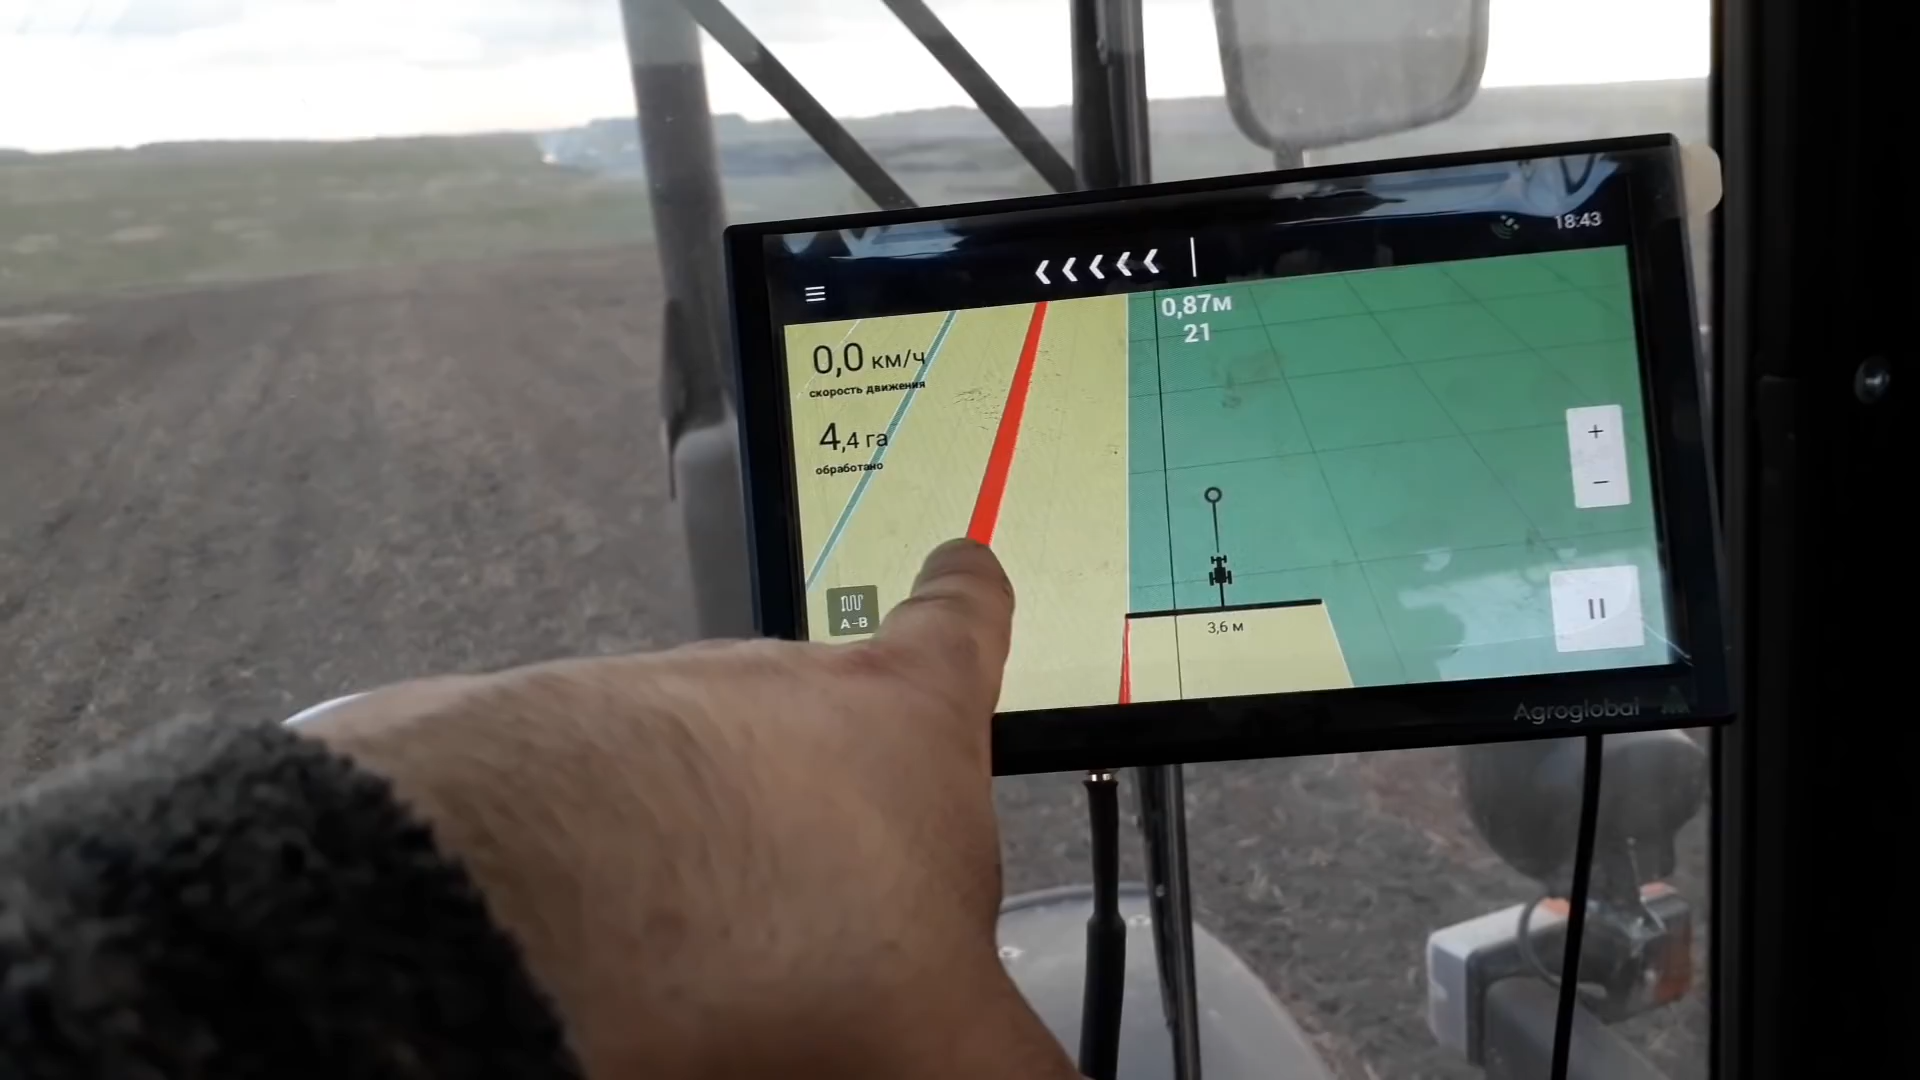 18:43
0,87м
21
0,0 км/ч
скорость движения
4,4 га
обработано
+
−
A-B
3,6 м
Agroglobal